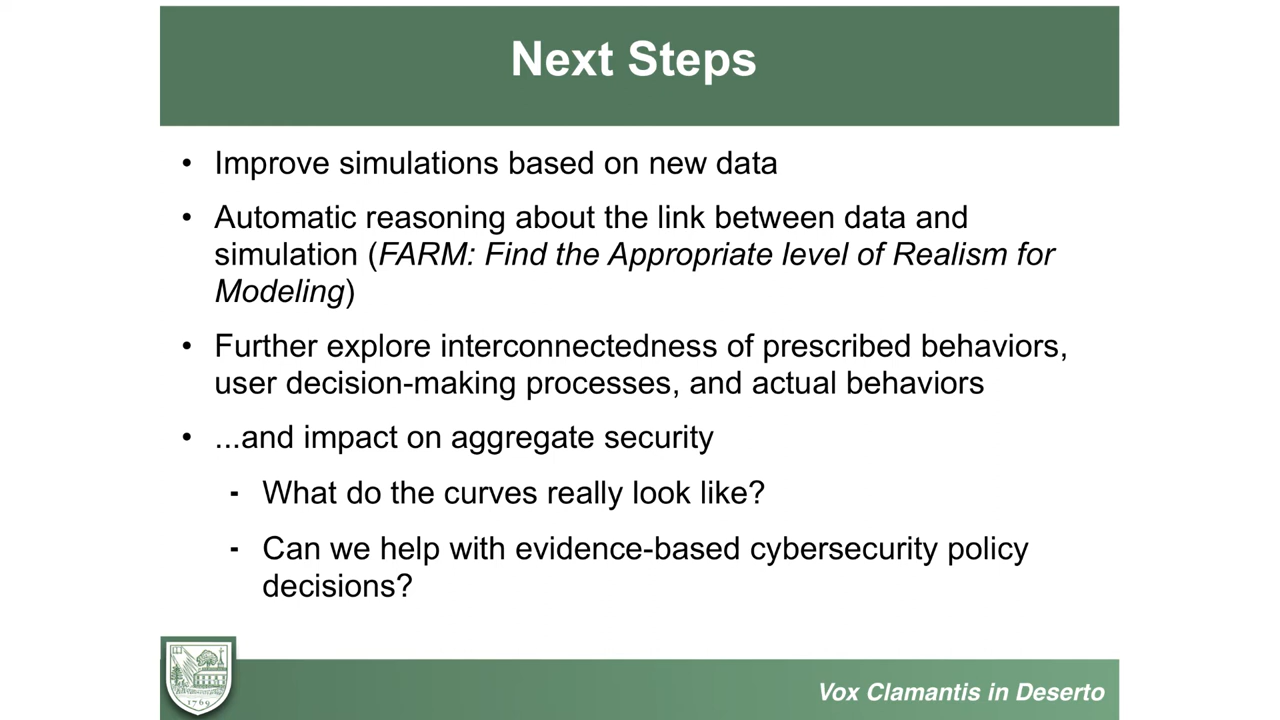 Next Steps
• Improve simulations based on new data
• Automatic reasoning about the link between data and
simulation (FARM: Find the Appropriate level of Realism for
Modeling)
• Further explore interconnectedness of prescribed behaviors,
user decision-making processes, and actual behaviors
• ...and impact on aggregate security
- What do the curves really look like?
- Can we help with evidence-based cybersecurity policy
decisions?
1769
Vox Clamantis in Deserto